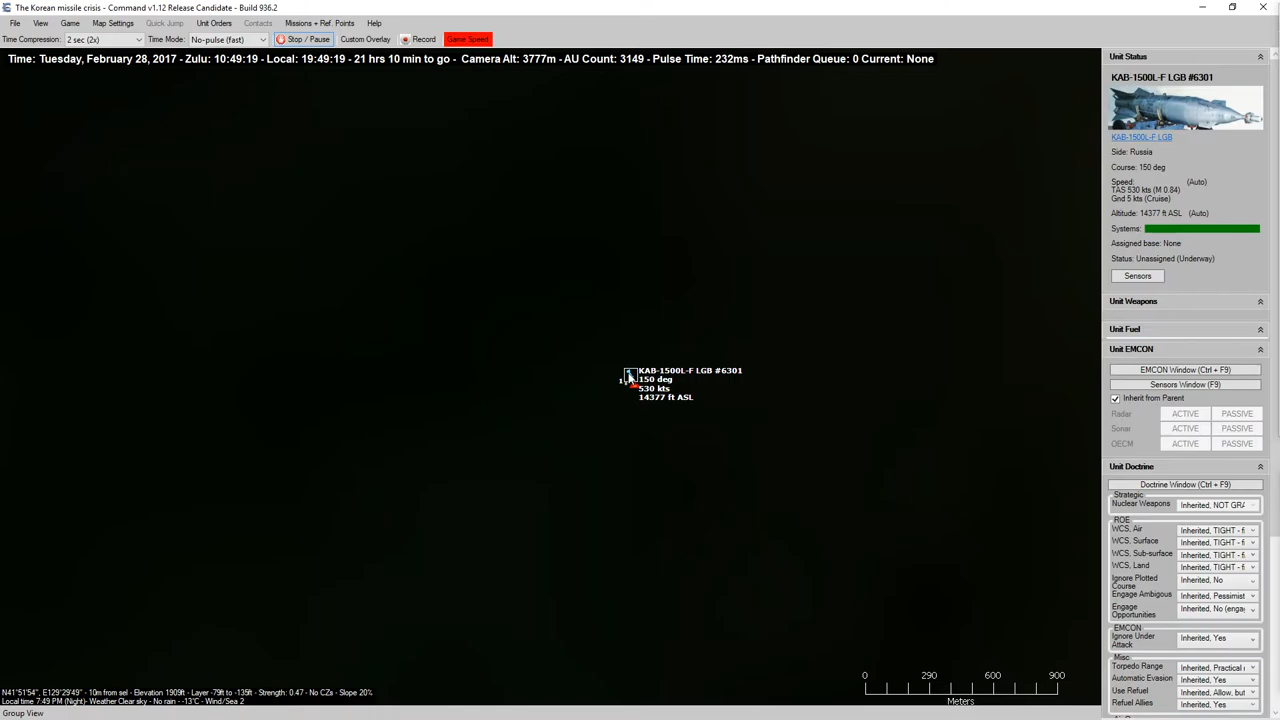 The Korean missile crisis - Command v1.12 Release Candidate - Build 936.2
File View Game Map Settings Quick Jump Unit Orders Contacts Missions + Ref. Points Help
Time Compression: 2 sec (2x) Time Mode: No-pulse (fast) Stop / Pause Custom Overlay Record Game Speed
Time: Tuesday, February 28, 2017 - Zulu: 10:49:19 - Local: 19:49:19 - 21 hrs 10 min to go - Camera Alt: 3777m - AU Count: 3149 - Pulse Time: 232ms - Pathfinder Queue: 0 Current: None
Unit Status
KAB-1500L-F LGB #6301
KAB-1500L-F LGB
Side: Russia
Course: 150 deg
Speed:
TAS 530 kts (M 0.84) (Auto)
Gnd 5 kts (Cruise)
Altitude: 14377 ft ASL (Auto)
Systems:
Assigned base: None
Status: Unassigned (Underway)
Sensors
Unit Weapons
Unit Fuel
Unit EMCON
EMCON Window (Ctrl + F9)
Sensors Window (F9)
Inherit from Parent
Radar ACTIVE PASSIVE
Sonar ACTIVE PASSIVE
OECM ACTIVE PASSIVE
Unit Doctrine
Doctrine Window (Ctrl + F9)
Strategic
Nuclear Weapons Inherited, NOT GRA
ROE
WCS, Air Inherited, TIGHT - fi
WCS, Surface Inherited, TIGHT - fi
WCS, Sub-surface Inherited, TIGHT - fi
WCS, Land Inherited, TIGHT - fi
Ignore Plotted
Course Inherited, No
Engage Ambiguous Inherited, Pessimist
Engage
Opportunities Inherited, No (enga
EMCON
Ignore Under
Attack Inherited, Yes
Misc
Torpedo Range Inherited, Practical
Automatic Evasion Inherited, Yes
Use Refuel Inherited, Allow, but
Refuel Allies Inherited, Yes
KAB-1500L-F LGB #6301
150 deg
530 kts
14377 ft ASL
0 290 600 900
Meters
N41°51'54", E129°29'49" - 10m from sel - Elevation 1909ft - Layer -79ft to -135ft - Strength: 0.47 - No CZs - Slope 20%
Local time 7:49 PM (Night)- Weather Clear sky - No rain - -13°C - Wind/Sea 2
Group View